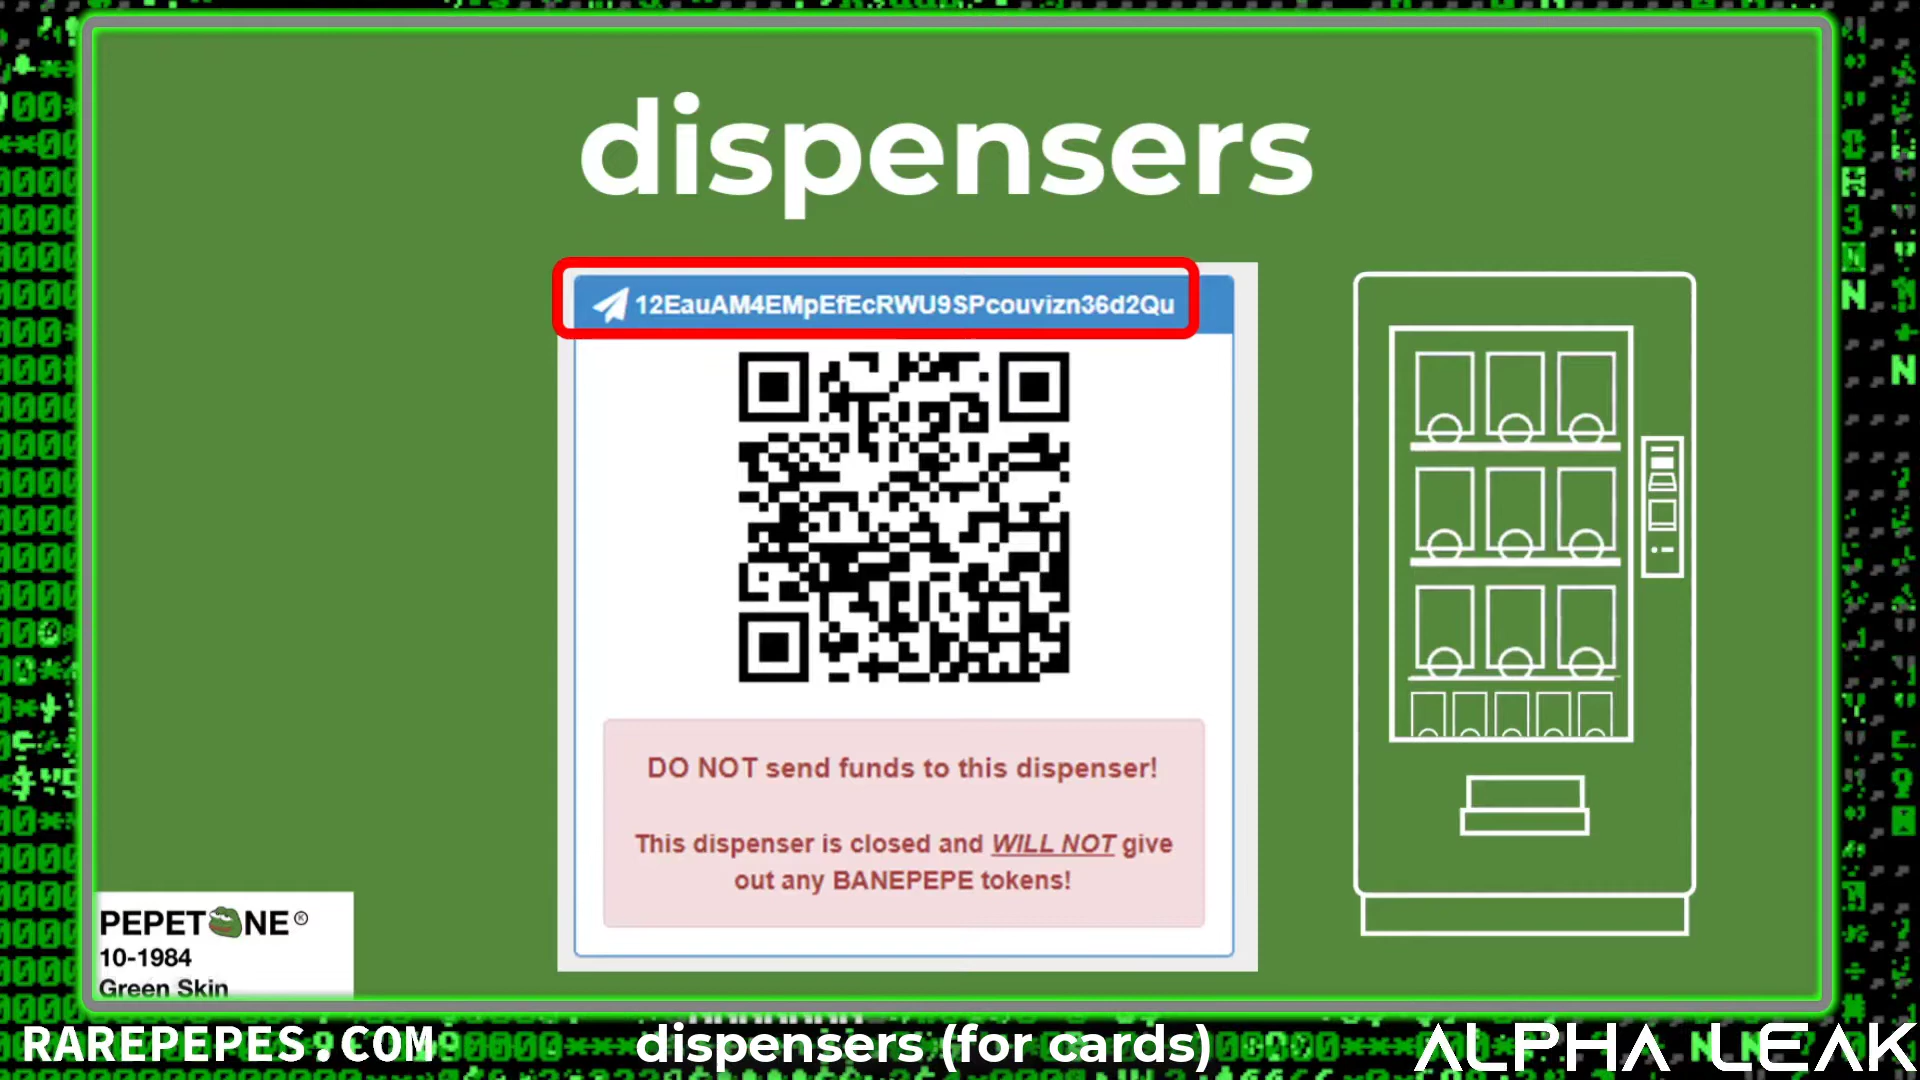 dispensers
12EauAM4EMpEfEcRWU9SPcouvizn36d2Qu
DO NOT send funds to this dispenser!
This dispenser is closed and WILL NOT give
out any BANEPEPE tokens!
PEPETONE®
10-1984
Green Skin
RAREPEPES.COM
dispensers (for cards)
ALPHA LEAK